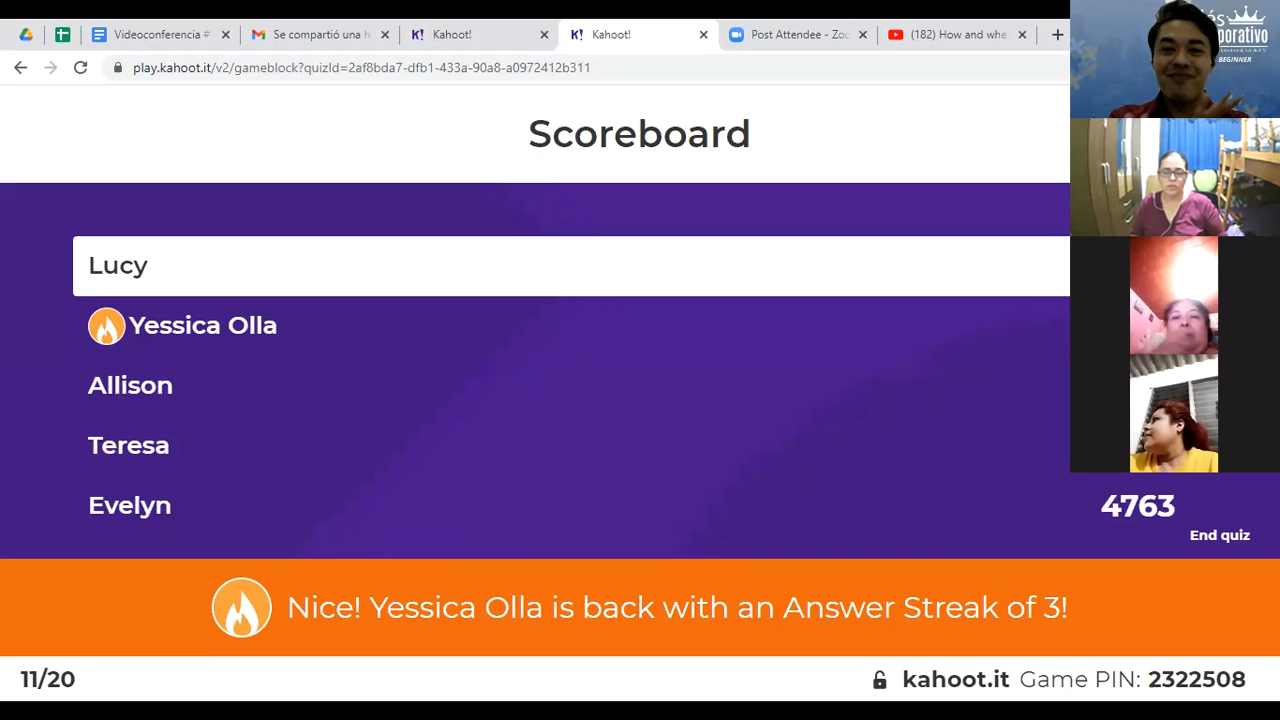 Videoconferencia #
Se compartió una h
Kahoot!
Kahoot!
Post Attendee - Zoo
(182) How and whe
play.kahoot.it/v2/gameblock?quizId=2af8bda7-dfb1-433a-90a8-a0972412b311
BEGINNER
Scoreboard
Lucy
Yessica Olla
Allison
Teresa
Evelyn
4763
End quiz
Nice! Yessica Olla is back with an Answer Streak of 3!
11/20
kahoot.it Game PIN: 2322508